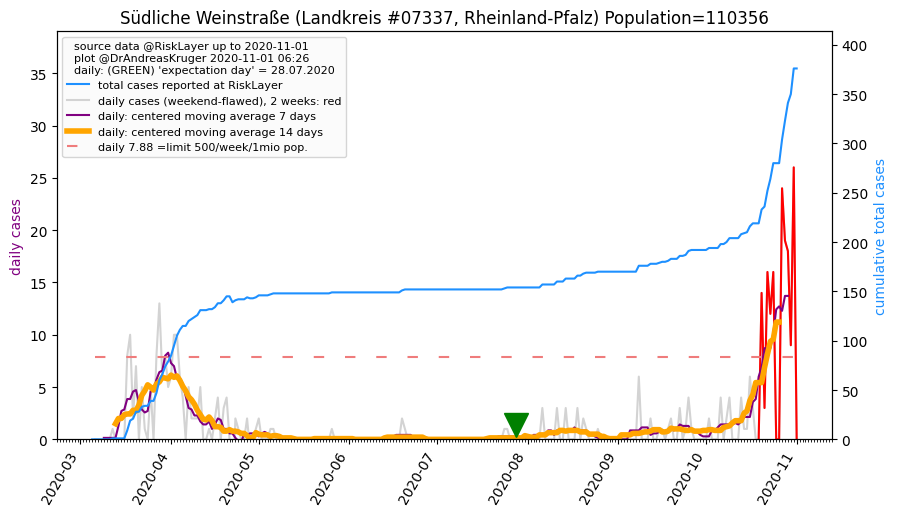 Südliche Weinstraße (Landkreis #07337, Rheinland-Pfalz) Population=110356
source data @RiskLayer up to 2020-11-01
plot @DrAndreasKruger 2020-11-01 06:26
daily: (GREEN) 'expectation day' = 28.07.2020
total cases reported at RiskLayer
daily cases (weekend-flawed), 2 weeks: red
daily: centered moving average 7 days
daily: centered moving average 14 days
daily 7.88 =limit 500/week/1mio pop.
daily cases
35
30
25
20
15
10
5
0
400
350
300
250
200
150
100
50
0
cumulative total cases
2020-03
2020-04
2020-05
2020-06
2020-07
2020-08
2020-09
2020-10
2020-11